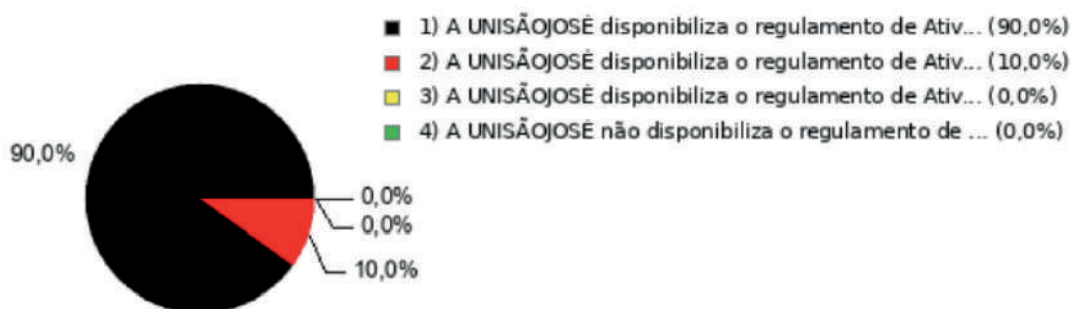 1) A UNISÃOJOSÉ disponibiliza o regulamento de Ativ... (90,0%)
2) A UNISÃOJOSÉ disponibiliza o regulamento de Ativ... (10,0%)
3) A UNISÃOJOSÉ disponibiliza o regulamento de Ativ... (0,0%)
4) A UNISÃOJOSÉ não disponibiliza o regulamento de ... (0,0%)
90,0%
0,0%
0,0%
10,0%